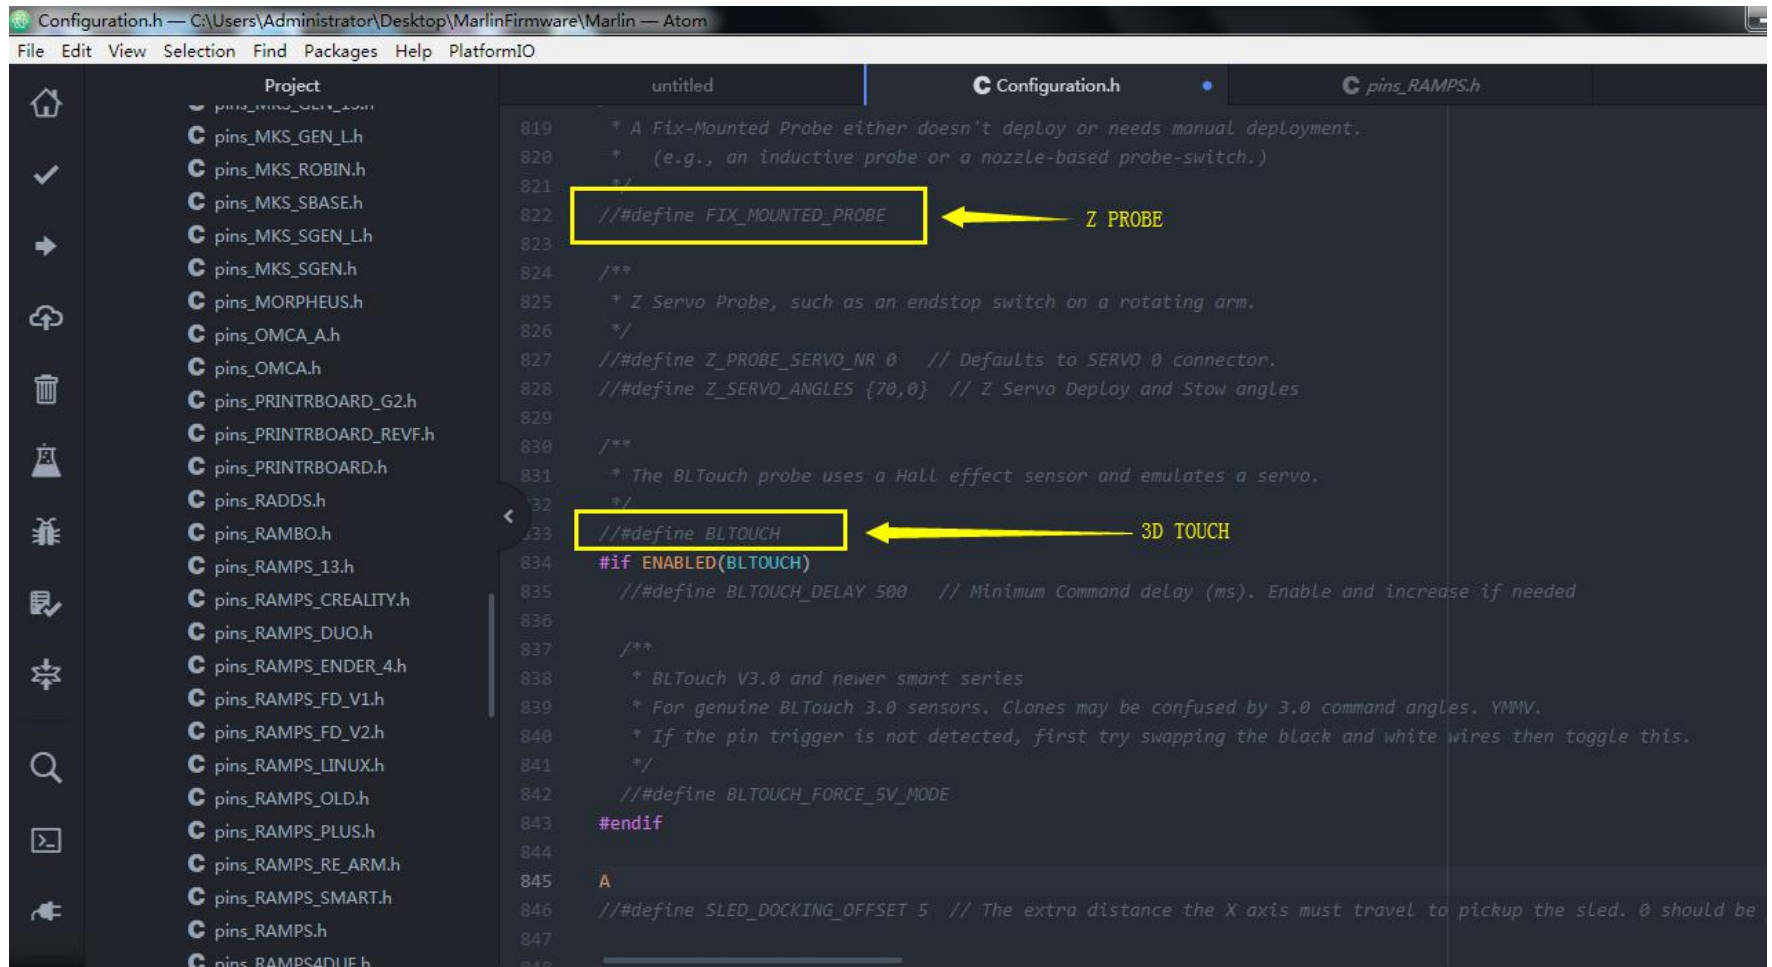 Configuration.h — C:\Users\Administrator\Desktop\MarlinFirmware\Marlin — Atom
File Edit View Selection Find Packages Help PlatformIO
Project
untitled
Configuration.h
pins_RAMPS.h
pins_MKS_GEN_13.h
pins_MKS_GEN_L.h
pins_MKS_ROBIN.h
pins_MKS_SBASE.h
pins_MKS_SGEN_L.h
pins_MKS_SGEN.h
pins_MORPHEUS.h
pins_OMCA_A.h
pins_OMCA.h
pins_PRINTRBOARD_G2.h
pins_PRINTRBOARD_REVF.h
pins_PRINTRBOARD.h
pins_RADDS.h
pins_RAMBO.h
pins_RAMPS_13.h
pins_RAMPS_CREALITY.h
pins_RAMPS_DUO.h
pins_RAMPS_ENDER_4.h
pins_RAMPS_FD_V1.h
pins_RAMPS_FD_V2.h
pins_RAMPS_LINUX.h
pins_RAMPS_OLD.h
pins_RAMPS_PLUS.h
pins_RAMPS_RE_ARM.h
pins_RAMPS_SMART.h
pins_RAMPS.h
pins_RAMPS4DUE.h
819 * A Fix-Mounted Probe either doesn't deploy or needs manual deployment.
820 * (e.g., an inductive probe or a nozzle-based probe-switch.)
821 */
822 //#define FIX_MOUNTED_PROBE
Z PROBE
823
824 /**
825 * Z Servo Probe, such as an endstop switch on a rotating arm.
826 */
827 //#define Z_PROBE_SERVO_NR 0 // Defaults to SERVO 0 connector.
828 //#define Z_SERVO_ANGLES {70,0} // Z Servo Deploy and Stow angles
829
830 /**
831 * The BLTouch probe uses a Hall effect sensor and emulates a servo.
32 */
33 //#define BLTOUCH
3D TOUCH
834 #if ENABLED(BLTOUCH)
835 //#define BLTOUCH_DELAY 500 // Minimum Command delay (ms). Enable and increase if needed
836
837 /**
838 * BLTouch V3.0 and newer smart series
839 * For genuine BLTouch 3.0 sensors. Clones may be confused by 3.0 command angles. YMMV.
840 * If the pin trigger is not detected, first try swapping the black and white wires then toggle this.
841 */
842 //#define BLTOUCH_FORCE_5V_MODE
843 #endif
844
845 A
846 //#define SLED_DOCKING_OFFSET 5 // The extra distance the X axis must travel to pickup the sled. 0 should be
847